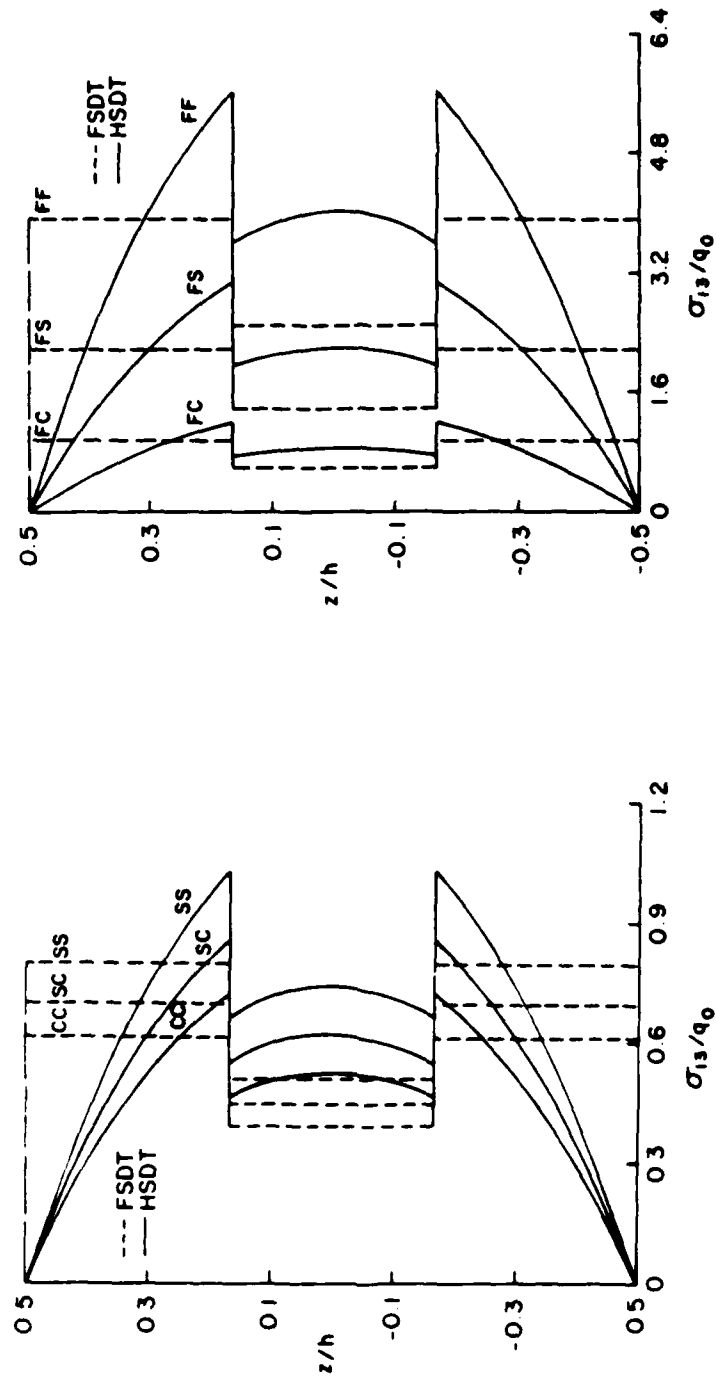 0.5
0.3
0.1
-0.1
-0.3
-0.5
z/h
0
1.6
3.2
4.8
6.4
σ13/q0
FC
FS
FF
--- FSDT
— HSDT
FC
FS
FF
0 5
0 3
0.1
-0.1
-0.3
0 5
z/h
0
0 3
0.6
0.9
1.2
σ13/q0
CC SC SS
--- FSDT
— HSDT
CC
SC
SS